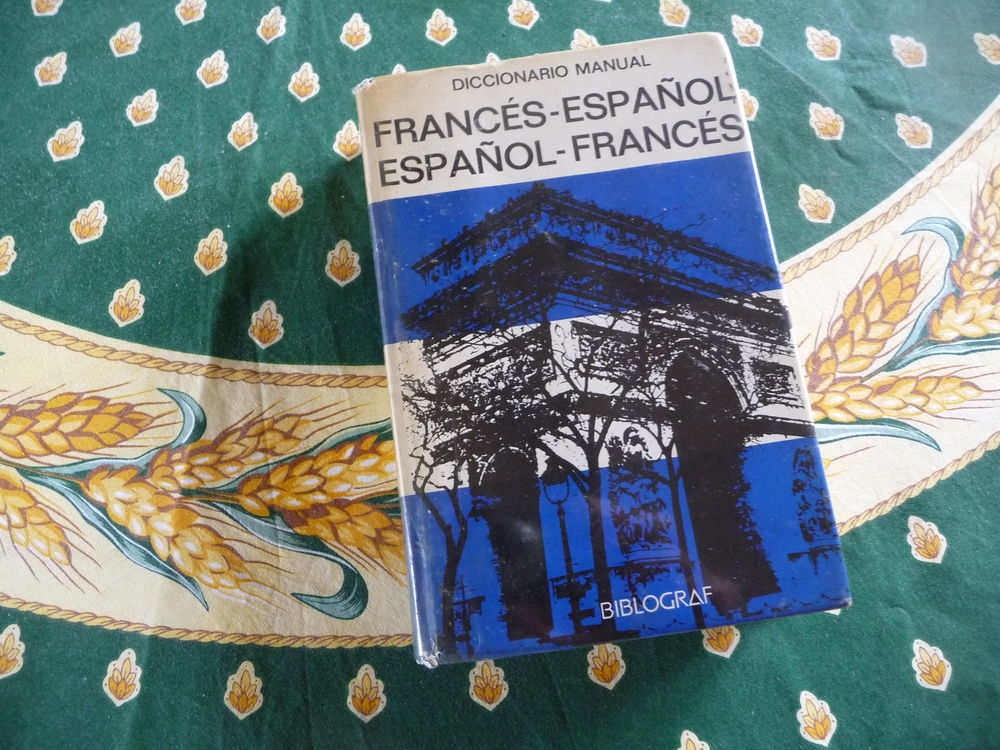 DICCIONARIO MANUAL
FRANCÉS-ESPAÑOL
ESPAÑOL-FRANCÉS
BIBLOGRAF